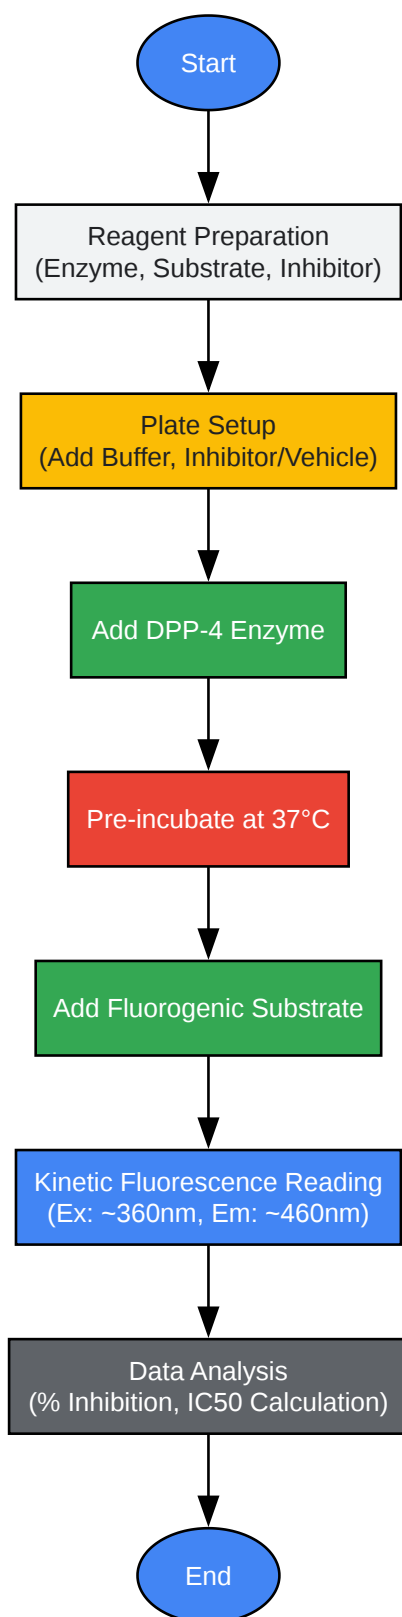 Start
Reagent Preparation
(Enzyme, Substrate, Inhibitor)
Plate Setup
(Add Buffer, Inhibitor/Vehicle)
Add DPP-4 Enzyme
Pre-incubate at 37°C
Add Fluorogenic Substrate
Kinetic Fluorescence Reading
(Ex: ~360nm, Em: ~460nm)
Data Analysis
(% Inhibition, IC50 Calculation)
End